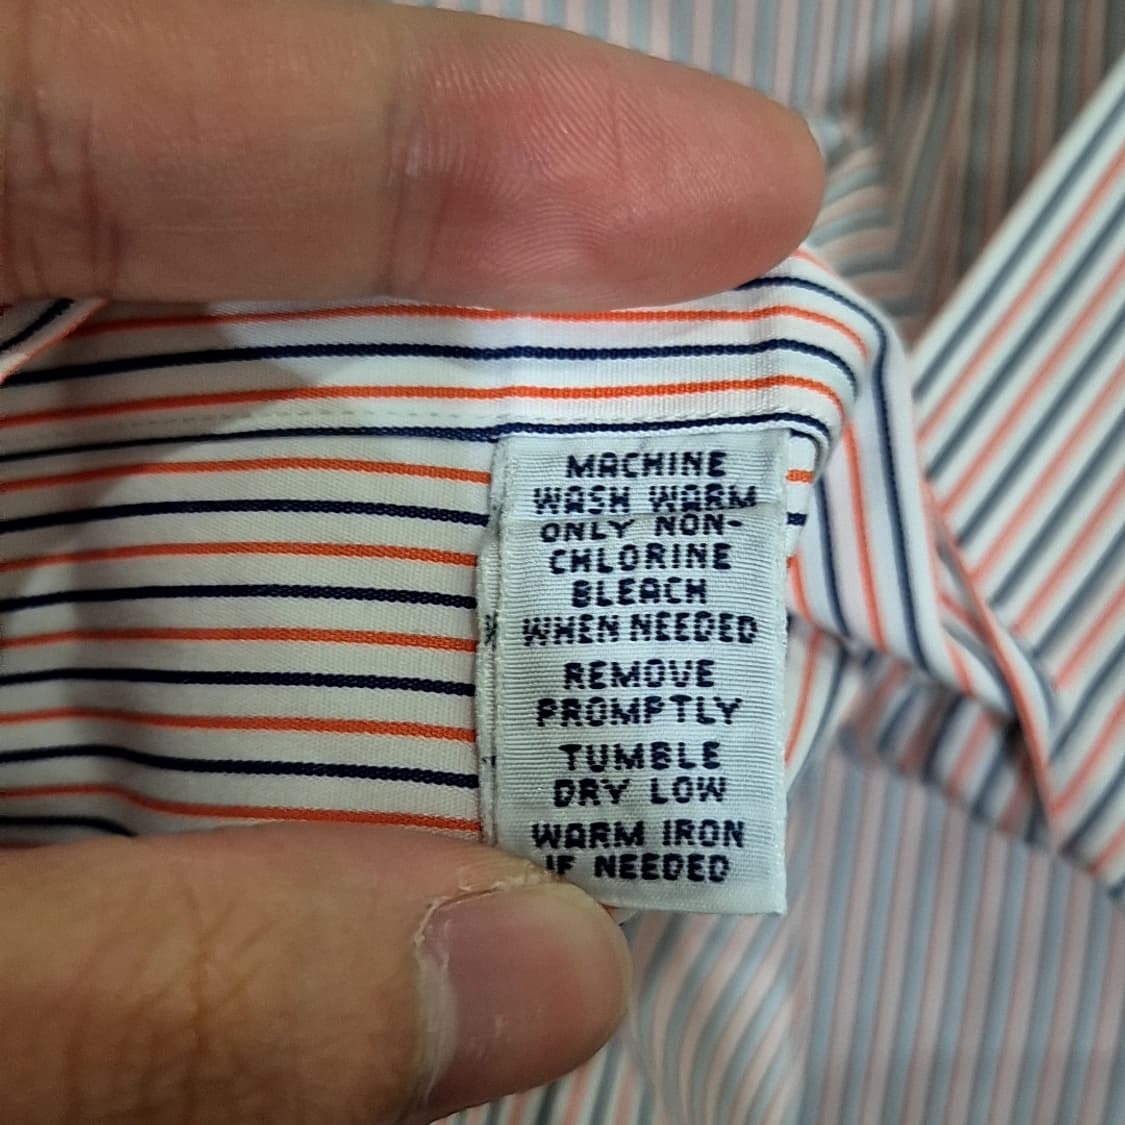 MACHINE
WASH WARM
ONLY NON-
CHLORINE
BLEACH
WHEN NEEDED
REMOVE
PROMPTLY
TUMBLE
DRY LOW
WARM IRON
IF NEEDED